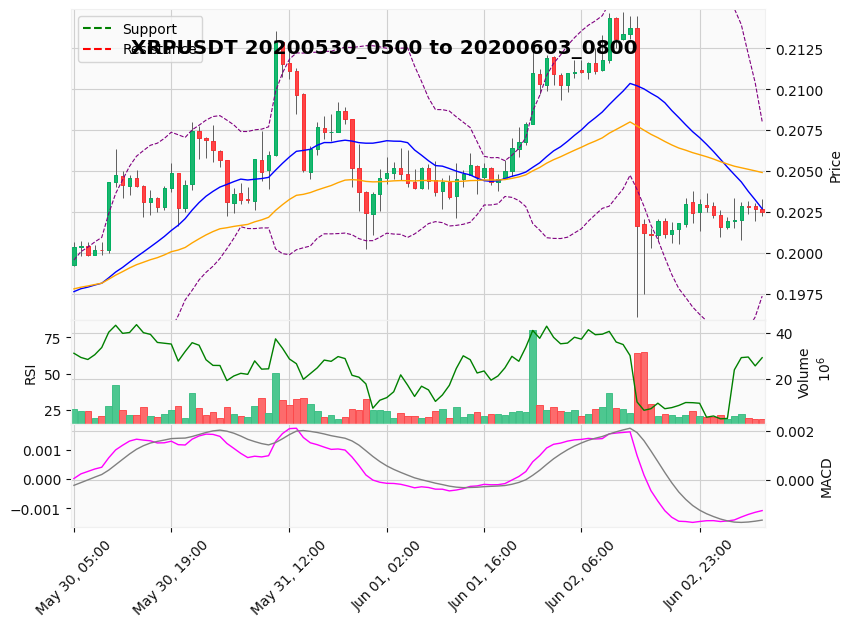 Support
Resistance
XRPUSDT 20200530_0500 to 20200603_0800
0.2125
0.2100
0.2075
0.2050
0.2025
0.2000
0.1975
Price
75
50
25
RSI
40
20
Volume
10^6
0.001
0.000
−0.001
0.002
0.000
MACD
May 30, 05:00
May 30, 19:00
May 31, 12:00
Jun 01, 02:00
Jun 01, 16:00
Jun 02, 06:00
Jun 02, 23:00